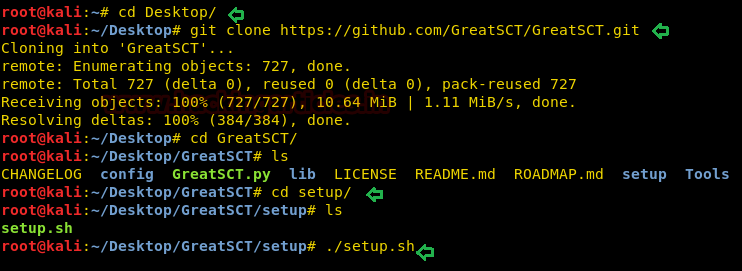 root@kali:~# cd Desktop/
root@kali:~/Desktop# git clone https://github.com/GreatSCT/GreatSCT.git
Cloning into 'GreatSCT'...
remote: Enumerating objects: 727, done.
remote: Total 727 (delta 0), reused 0 (delta 0), pack-reused 727
Receiving objects: 100% (727/727), 10.64 MiB | 1.11 MiB/s, done.
Resolving deltas: 100% (384/384), done.
root@kali:~/Desktop# cd GreatSCT/
root@kali:~/Desktop/GreatSCT# ls
CHANGELOG config GreatSCT.py lib LICENSE README.md ROADMAP.md setup Tools
root@kali:~/Desktop/GreatSCT# cd setup/
root@kali:~/Desktop/GreatSCT/setup# ls
setup.sh
root@kali:~/Desktop/GreatSCT/setup# ./setup.sh